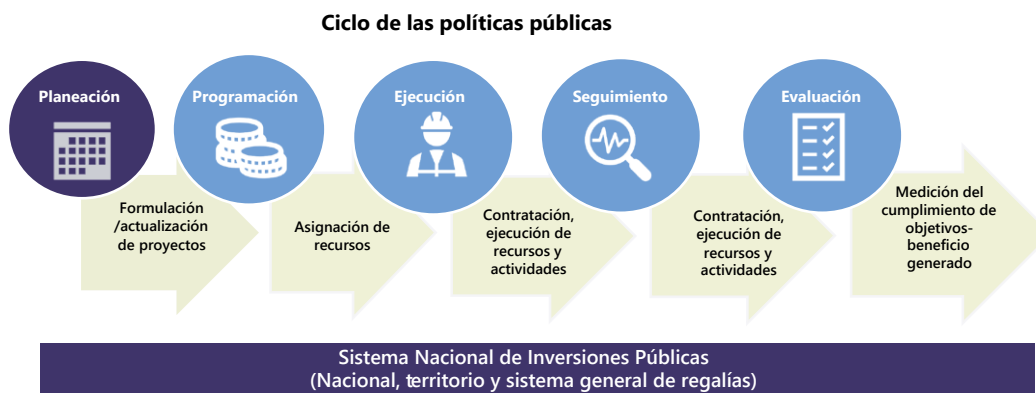 Ciclo de las políticas públicas
Planeación
Programación
Ejecución
Seguimiento
Evaluación
Formulación
/actualización
de proyectos
Asignación de
recursos
Contratación,
ejecución de
recursos y
actividades
Contratación,
ejecución de
recursos y
actividades
Medición del
cumplimiento de
objetivos-
beneficio
generado
Sistema Nacional de Inversiones Públicas
(Nacional, territorio y sistema general de regalías)